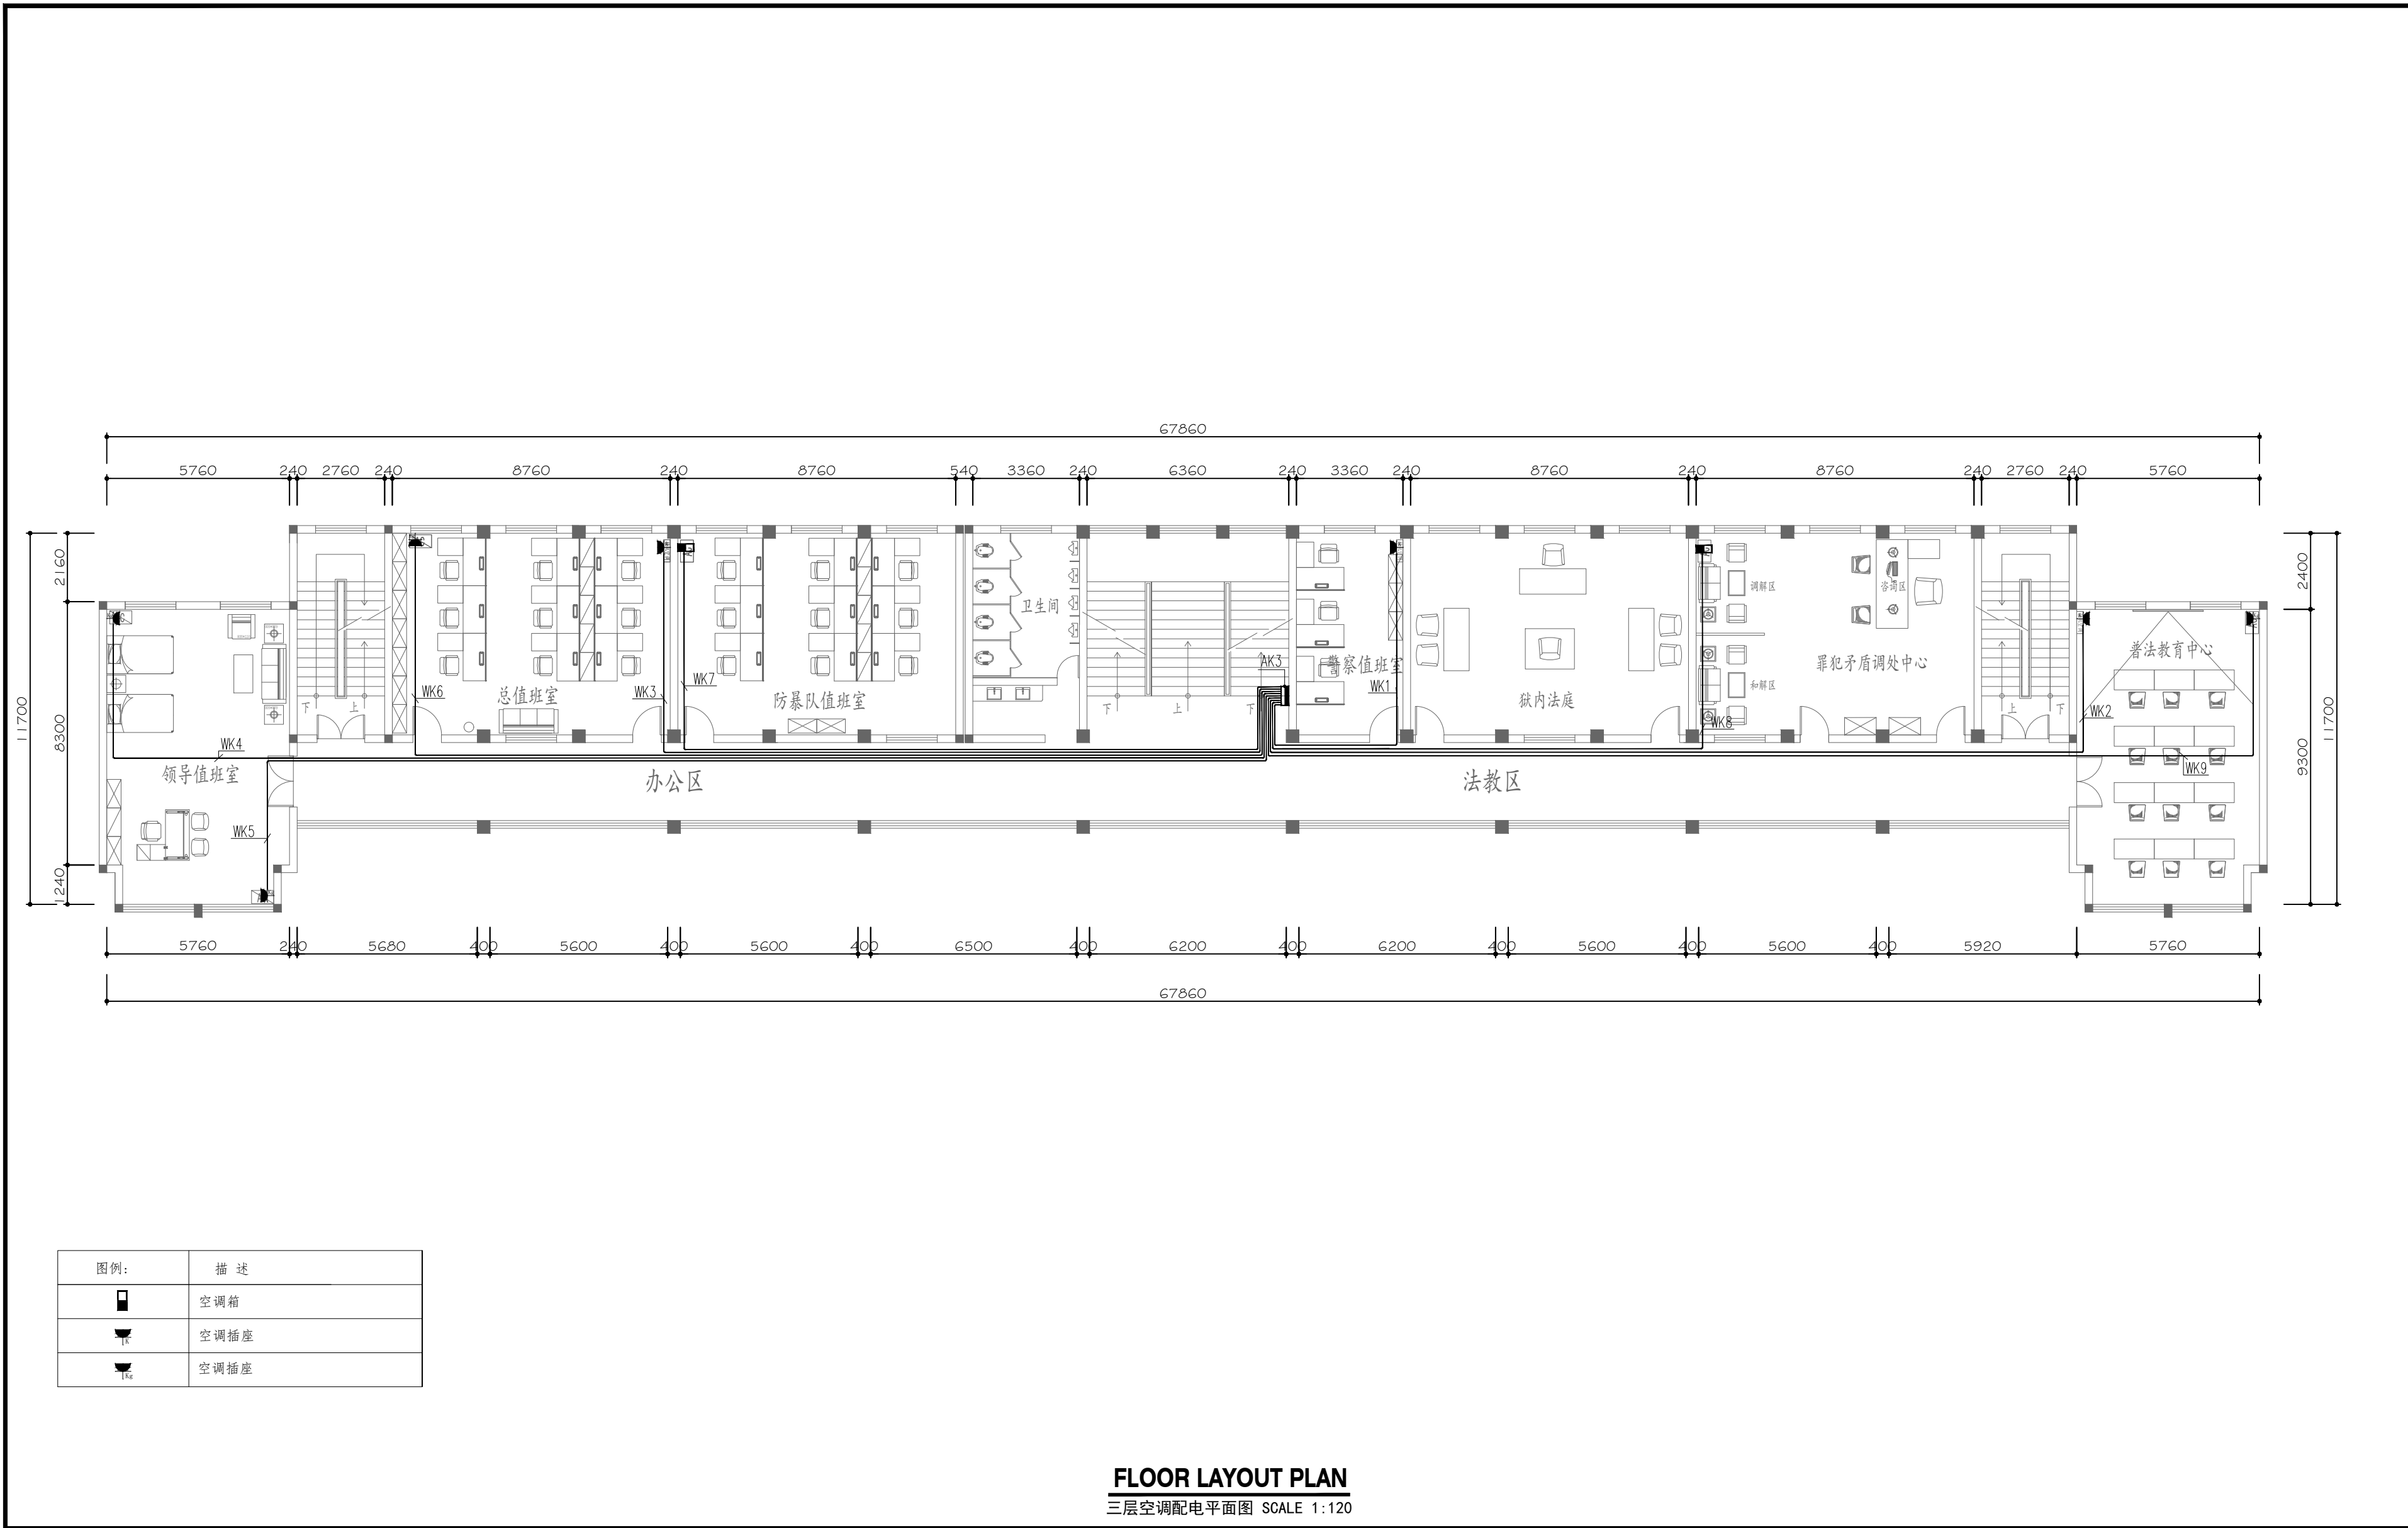 67860
5760 240 2760 240 8760 240 8760 540 3360 240 6360 240 3360 240 8760 240 8760 240 2760 240 5760
11700
2160
8300
1240
2400
9300
11700
卫生间
调解区
咨询区
AK3
警察值班室
罪犯矛盾调处中心
普法教育中心
WK6
总值班室
WK3
WK7
防暴队值班室
WK1
狱内法庭
和解区
WK8
WK2
下
上
下
上
下
上
下
WK4
领导值班室
办公区
法教区
WK9
WK5
5760 240 5680 400 5600 400 5600 400 6500 400 6200 400 6200 400 5600 400 5600 400 5920 5760
67860
图例: 描 述
空调箱
K 空调插座
Kg 空调插座
FLOOR LAYOUT PLAN
三层空调配电平面图 SCALE 1:120